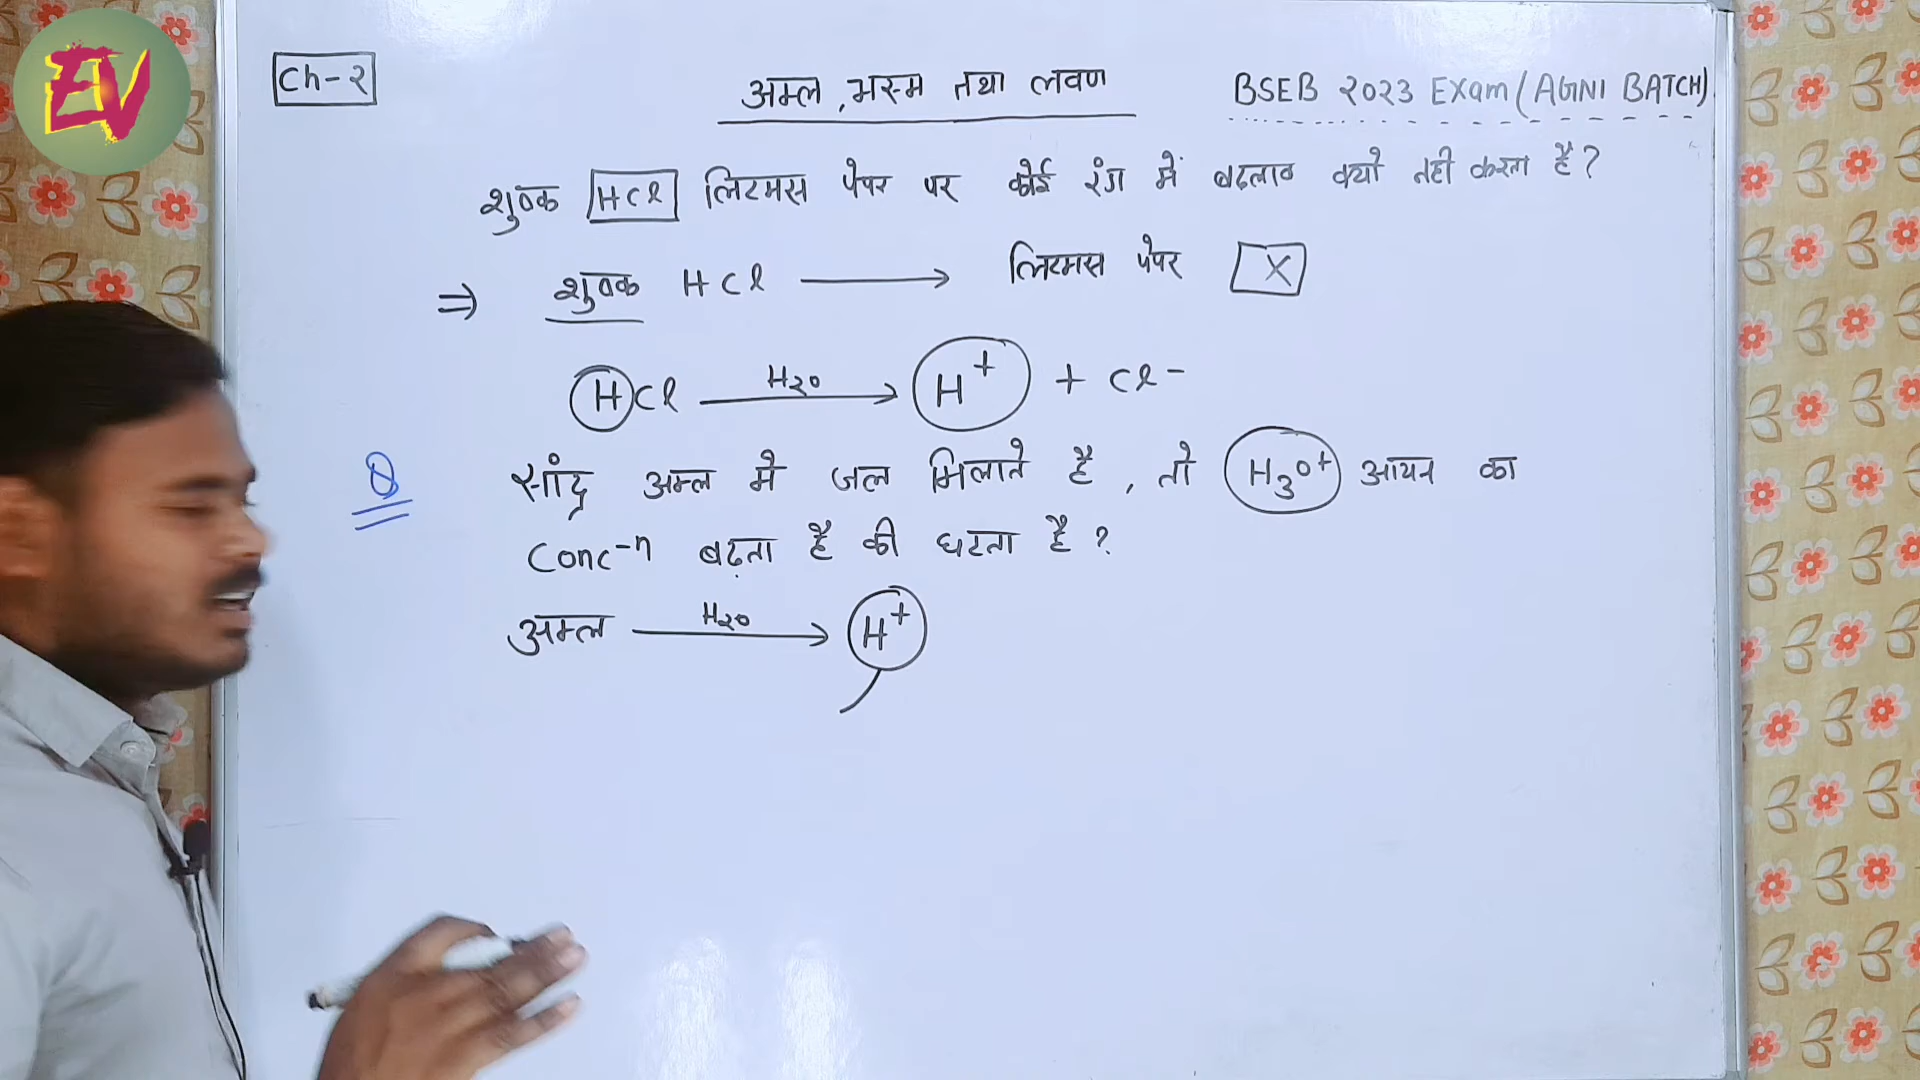 EV
Ch-२
अम्ल, भस्म तथा लवण
BSEB २०२३ Exam (AGNI BATCH)
शुष्क HCl लिटमस पेपर पर कोई रंग में बदलाव क्यों नही करता है?
⇒ शुष्क HCl ⟶ लिटमस पेपर X
HCl —H₂O→ H⁺ + Cl⁻
Q सांद्र अम्ल मे जल मिलाते है, तो H₃O⁺ आयन का
Conc-n बढ़ता है की घटता है?
अम्ल —H₂O→ H⁺